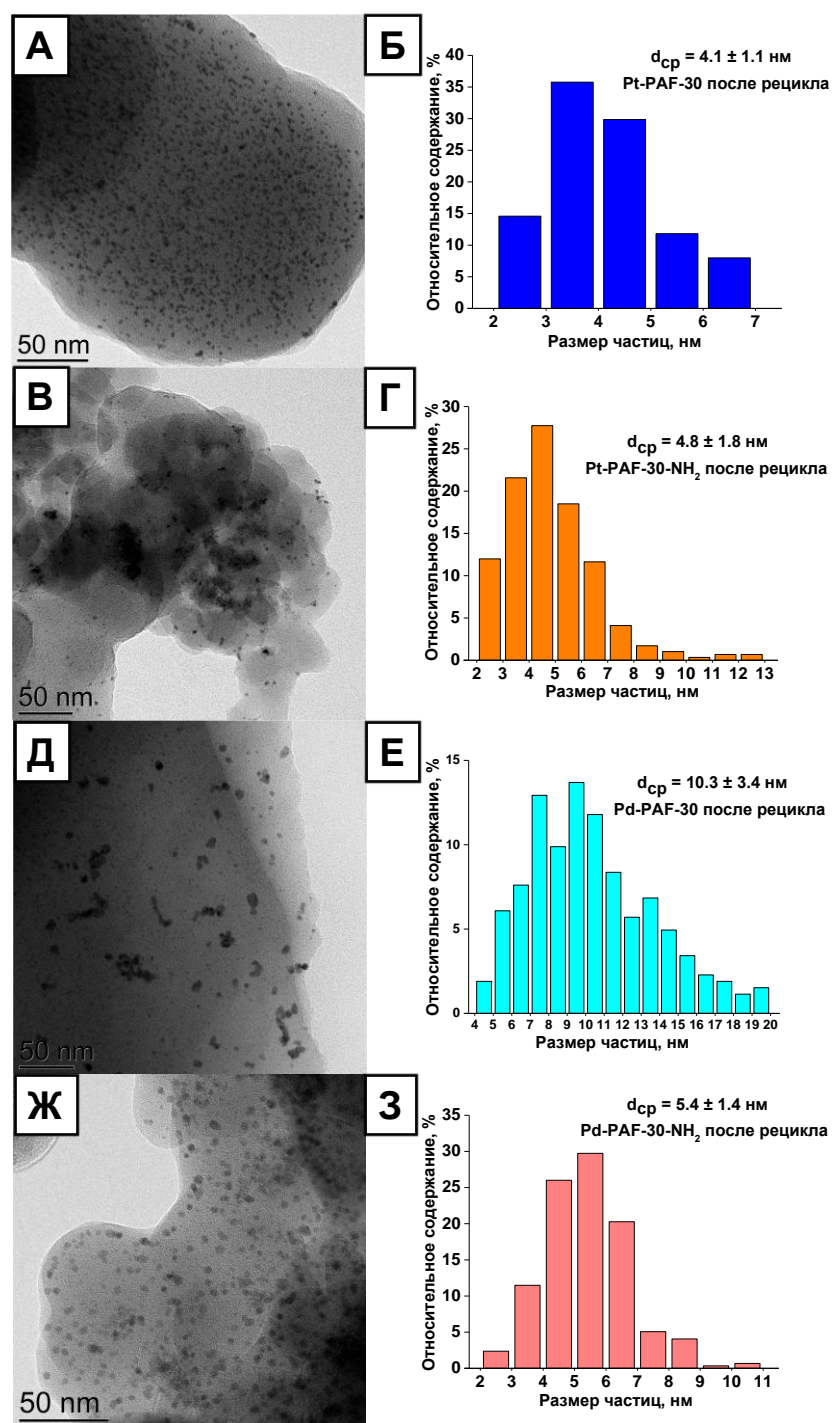 А
50 nm
Б
dср = 4.1 ± 1.1 нм
Pt-PAF-30 после рецикла
Относительное содержание, %
40
35
30
25
20
15
10
5
0
2 3 4 5 6 7
Размер частиц, нм
В
50 nm
Г
dср = 4.8 ± 1.8 нм
Pt-PAF-30-NH2 после рецикла
Относительное содержание, %
30
25
20
15
10
5
0
2 3 4 5 6 7 8 9 10 11 12 13
Размер частиц, нм
Д
50 nm
Е
dср = 10.3 ± 3.4 нм
Pd-PAF-30 после рецикла
Относительное содержание, %
15
10
5
0
4 5 6 7 8 9 10 11 12 13 14 15 16 17 18 19 20
Размер частиц, нм
Ж
50 nm
З
dср = 5.4 ± 1.4 нм
Pd-PAF-30-NH2 после рецикла
Относительное содержание, %
35
30
25
20
15
10
5
0
2 3 4 5 6 7 8 9 10 11
Размер частиц, нм